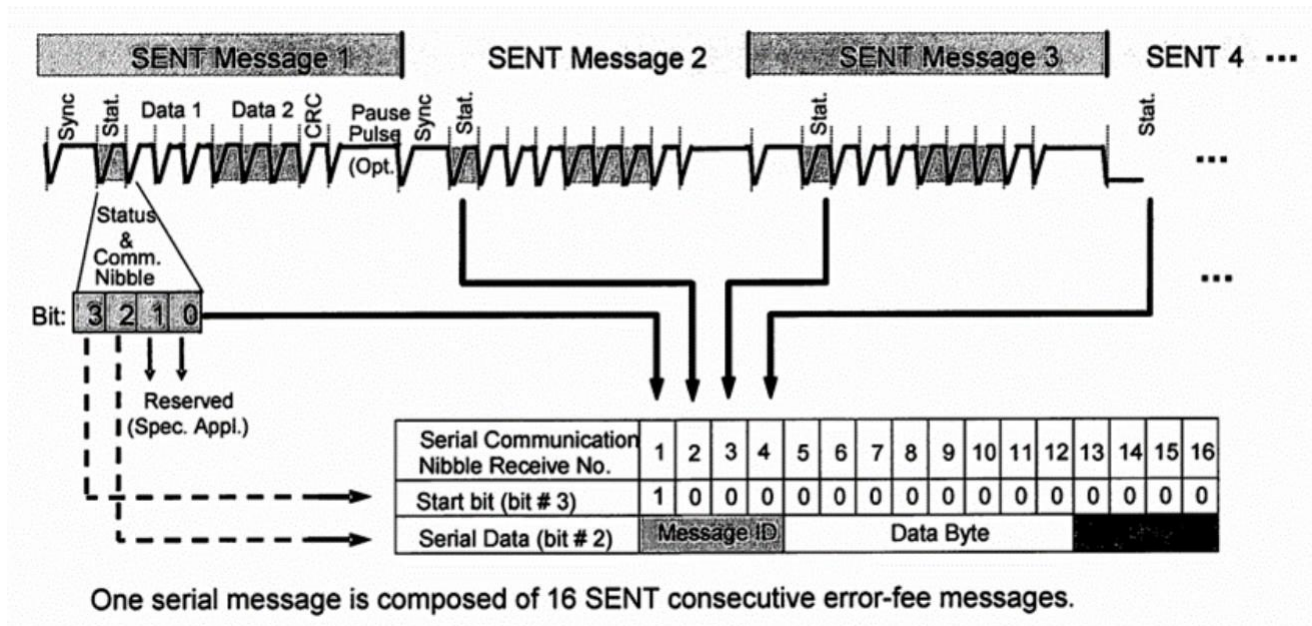 SENT Message 1 SENT Message 2 SENT Message 3 SENT 4 ...
Sync Stat. Data 1 Data 2 CRC Pause Pulse (Opt. Sync Stat. Stat. Stat.
...
Status
&
Comm.
Nibble
...
Bit: 3 2 1 0
Reserved
(Spec. Appl.)
Serial Communication
Nibble Receive No. 1 2 3 4 5 6 7 8 9 10 11 12 13 14 15 16
Start bit (bit # 3) 1 0 0 0 0 0 0 0 0 0 0 0 0 0 0 0
Serial Data (bit # 2) Message ID Data Byte
One serial message is composed of 16 SENT consecutive error-fee messages.